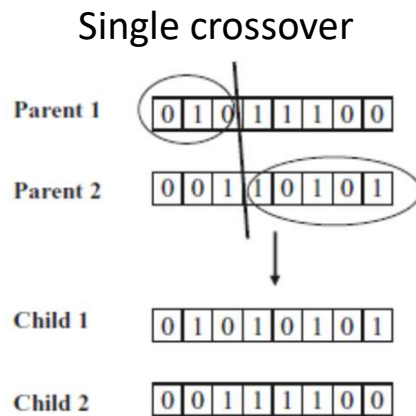 Single crossover
Parent 1 0 1 0 1 1 1 0 0
Parent 2 0 0 1 1 0 1 0 1
Child 1 0 1 0 1 0 1 0 1
Child 2 0 0 1 1 1 1 0 0